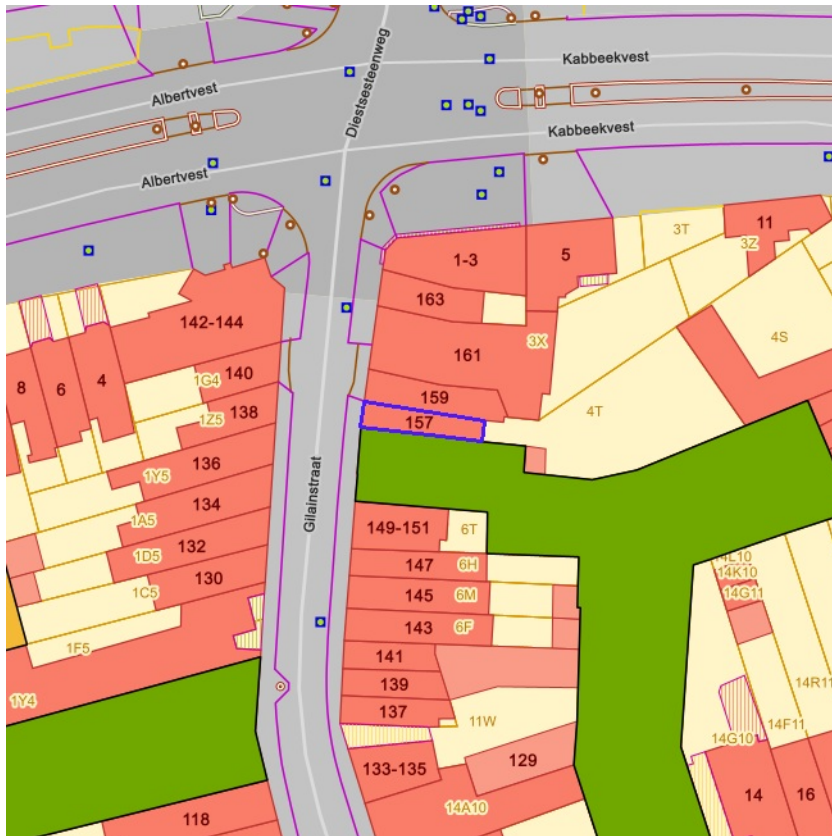 Diestsesteenweg
Kabbeekvest
Albertvest
Kabbeekvest
Albertvest
11
3T
3Z
1-3
5
163
142-144
3X
161
4S
8
6
4
140
1G4
159
138
1Z5
157
4T
136
1Y5
Gilainstraat
134
1A5
149-151
6T
132
1D5
147
6H
14L10
14K10
130
1C5
145
6M
14G11
143
6F
1F5
141
139
14R11
1Y4
137
11W
14F11
14G10
129
133-135
14
16
14A10
118